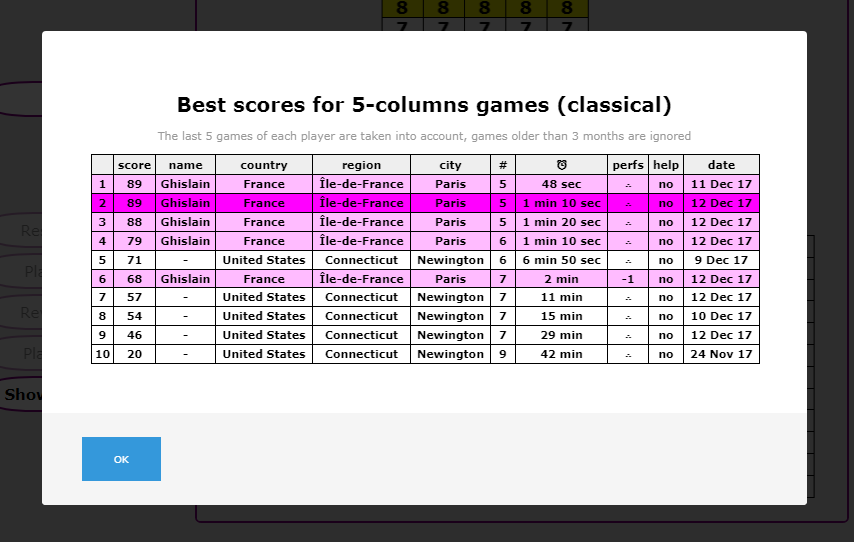 8 8 8 8 8
7 7 7 7 7
Best scores for 5-columns games (classical)
The last 5 games of each player are taken into account, games older than 3 months are ignored
score name country region city # ⏰ perfs help date
1 89 Ghislain France Île-de-France Paris 5 48 sec ∴ no 11 Dec 17
2 89 Ghislain France Île-de-France Paris 5 1 min 10 sec ∴ no 12 Dec 17
3 88 Ghislain France Île-de-France Paris 5 1 min 20 sec ∴ no 12 Dec 17
4 79 Ghislain France Île-de-France Paris 6 1 min 10 sec ∴ no 12 Dec 17
5 71 - United States Connecticut Newington 6 6 min 50 sec ∴ no 9 Dec 17
6 68 Ghislain France Île-de-France Paris 7 2 min -1 no 12 Dec 17
7 57 - United States Connecticut Newington 7 11 min ∴ no 12 Dec 17
8 54 - United States Connecticut Newington 7 15 min ∴ no 10 Dec 17
9 46 - United States Connecticut Newington 7 29 min ∴ no 12 Dec 17
10 20 - United States Connecticut Newington 9 42 min ∴ no 24 Nov 17
Re
Pla
Re
Pla
Show
OK